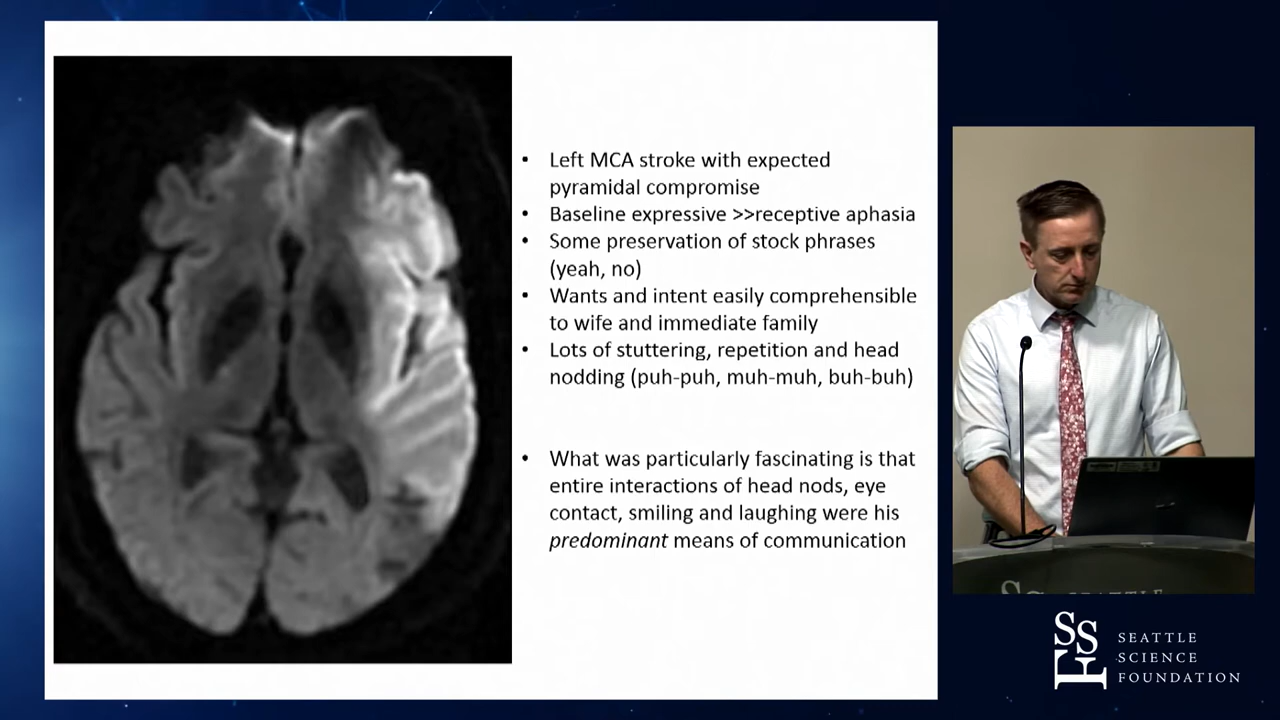 • Left MCA stroke with expected
pyramidal compromise
• Baseline expressive >>receptive aphasia
• Some preservation of stock phrases
(yeah, no)
• Wants and intent easily comprehensible
to wife and immediate family
• Lots of stuttering, repetition and head
nodding (puh-puh, muh-muh, buh-buh)
• What was particularly fascinating is that
entire interactions of head nods, eye
contact, smiling and laughing were his
predominant means of communication
SSF
SEATTLE
SCIENCE
FOUNDATION